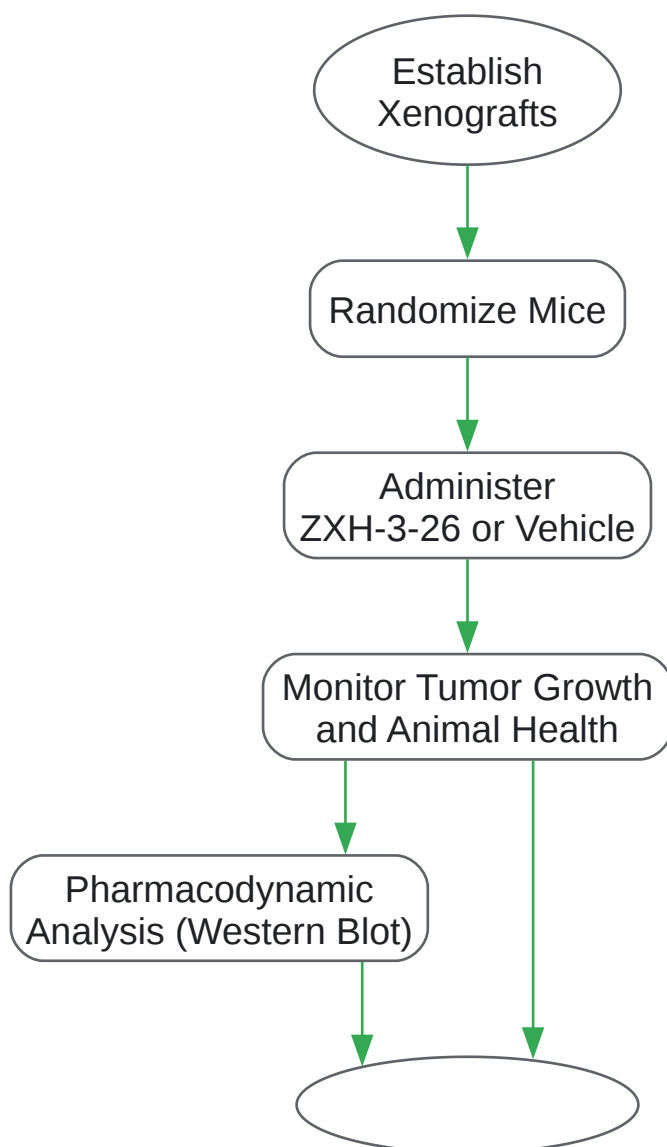 Establish
Xenografts
Randomize Mice
Administer
ZXH-3-26 or Vehicle
Monitor Tumor Growth
and Animal Health
Pharmacodynamic
Analysis (Western Blot)